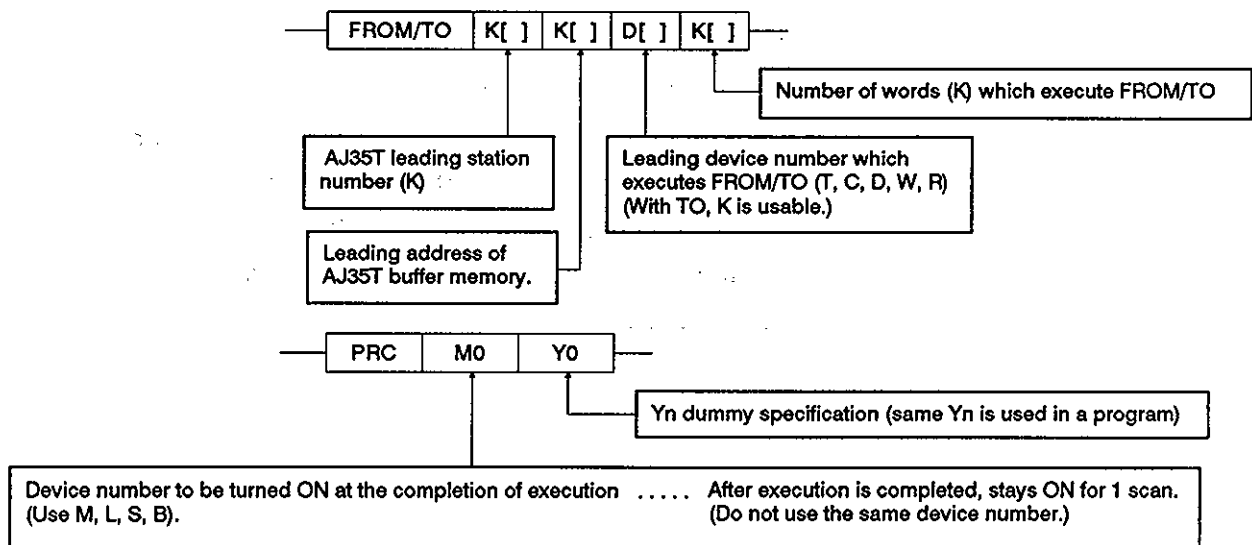 FROM/TO K[ ] K[ ] D[ ] K[ ]
Number of words (K) which execute FROM/TO
AJ35T leading station
number (K)
Leading device number which
executes FROM/TO (T, C, D, W, R)
(With TO, K is usable.)
Leading address of
AJ35T buffer memory.
PRC M0 Y0
Yn dummy specification (same Yn is used in a program)
Device number to be turned ON at the completion of execution ..... After execution is completed, stays ON for 1 scan.
(Use M, L, S, B). (Do not use the same device number.)